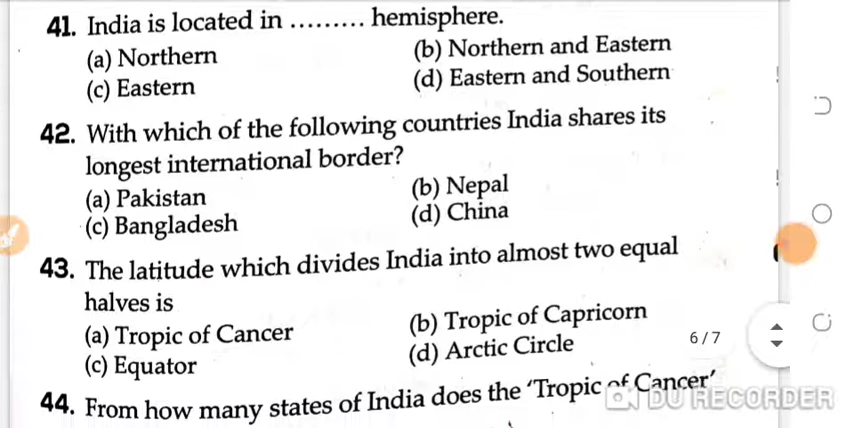 41. India is located in ......... hemisphere.
(a) Northern (b) Northern and Eastern
(c) Eastern (d) Eastern and Southern
42. With which of the following countries India shares its
longest international border?
(a) Pakistan (b) Nepal
(c) Bangladesh (d) China
43. The latitude which divides India into almost two equal
halves is
(a) Tropic of Cancer (b) Tropic of Capricorn
(c) Equator (d) Arctic Circle
6/7
44. From how many states of India does the 'Tropic of Cancer'
DU RECORDER